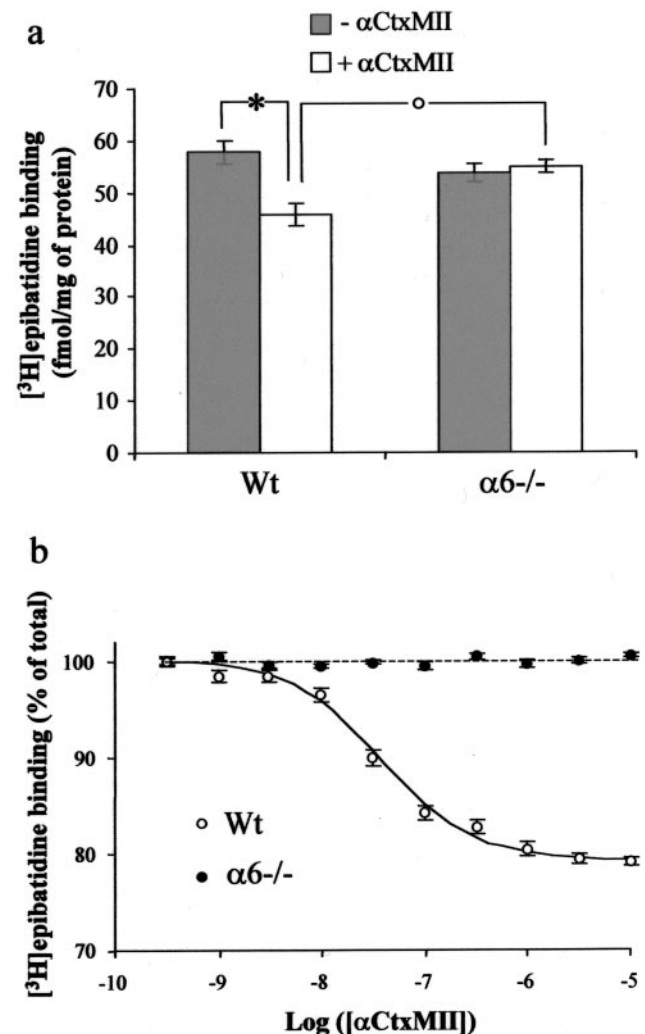 a
- αCtxMII
+ αCtxMII
[³H]epibatidine binding
(fmol/mg of protein)
70
60
50
40
30
20
10
0
*
Wt
α6-/-
b
[³H]epibatidine binding (% of total)
100
90
80
70
Wt
α6-/-
-10
-9
-8
-7
-6
-5
Log ([αCtxMII])